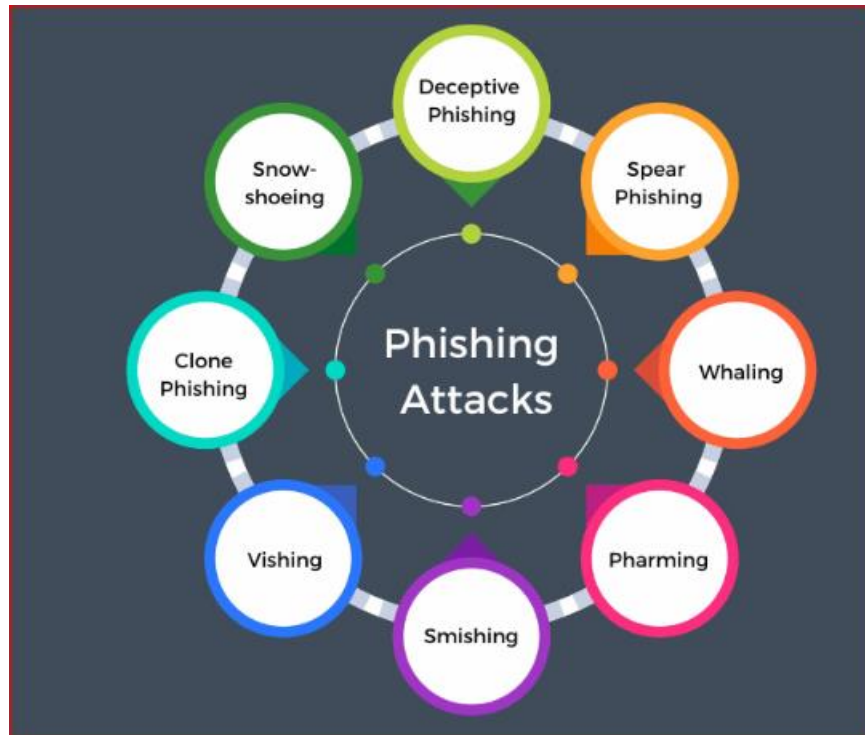 Deceptive
Phishing
Spear
Phishing
Whaling
Pharming
Smishing
Vishing
Clone
Phishing
Snow-
shoeing
Phishing
Attacks